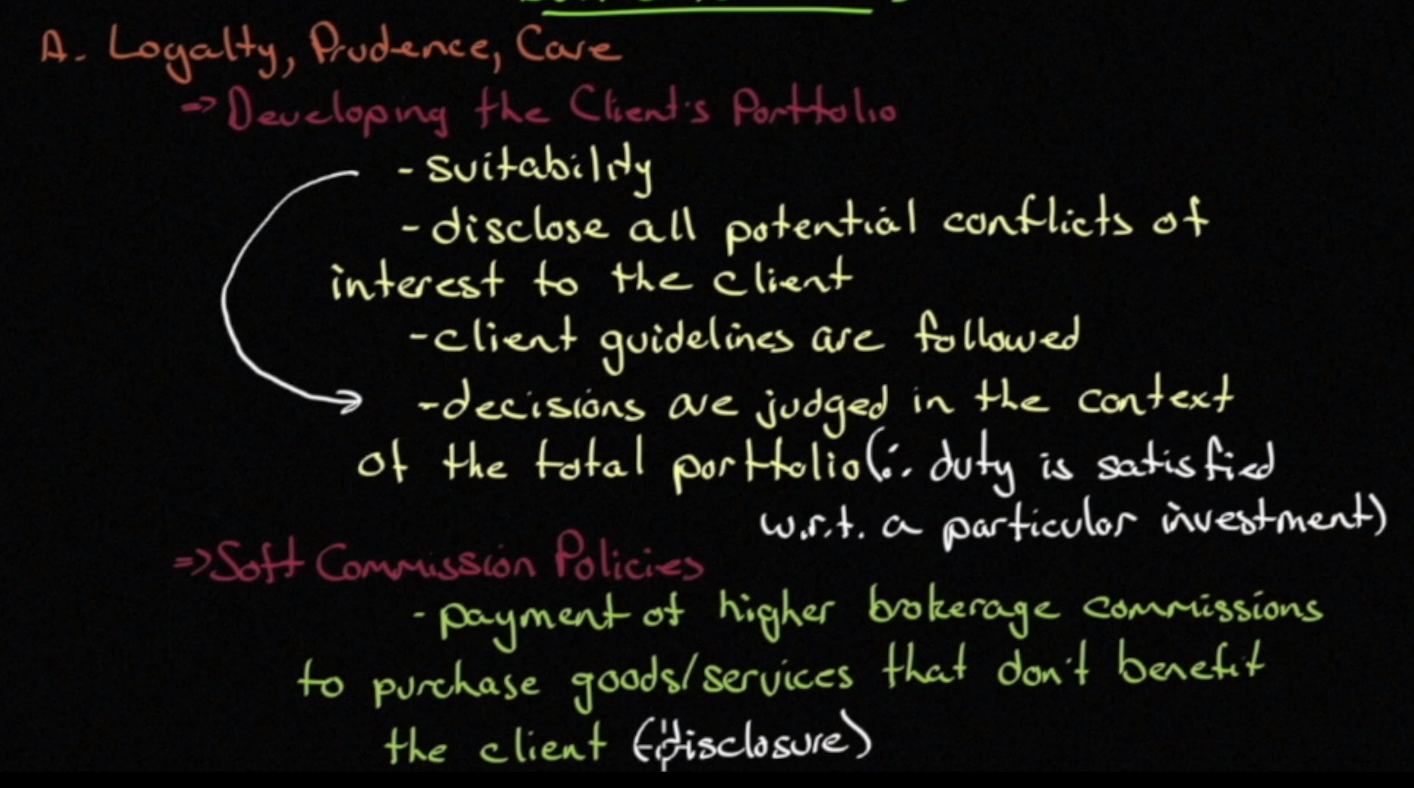 A. Loyalty, Prudence, Care
=> Developing the Client's Portfolio
- suitability
- disclose all potential conflicts of
interest to the client
- client guidelines are followed
- decisions are judged in the context
of the total portfolio (∴ duty is satisfied
w.r.t. a particular investment)
=> Soft Commission Policies
- payment of higher brokerage commissions
to purchase goods/services that don't benefit
the client (disclosure)